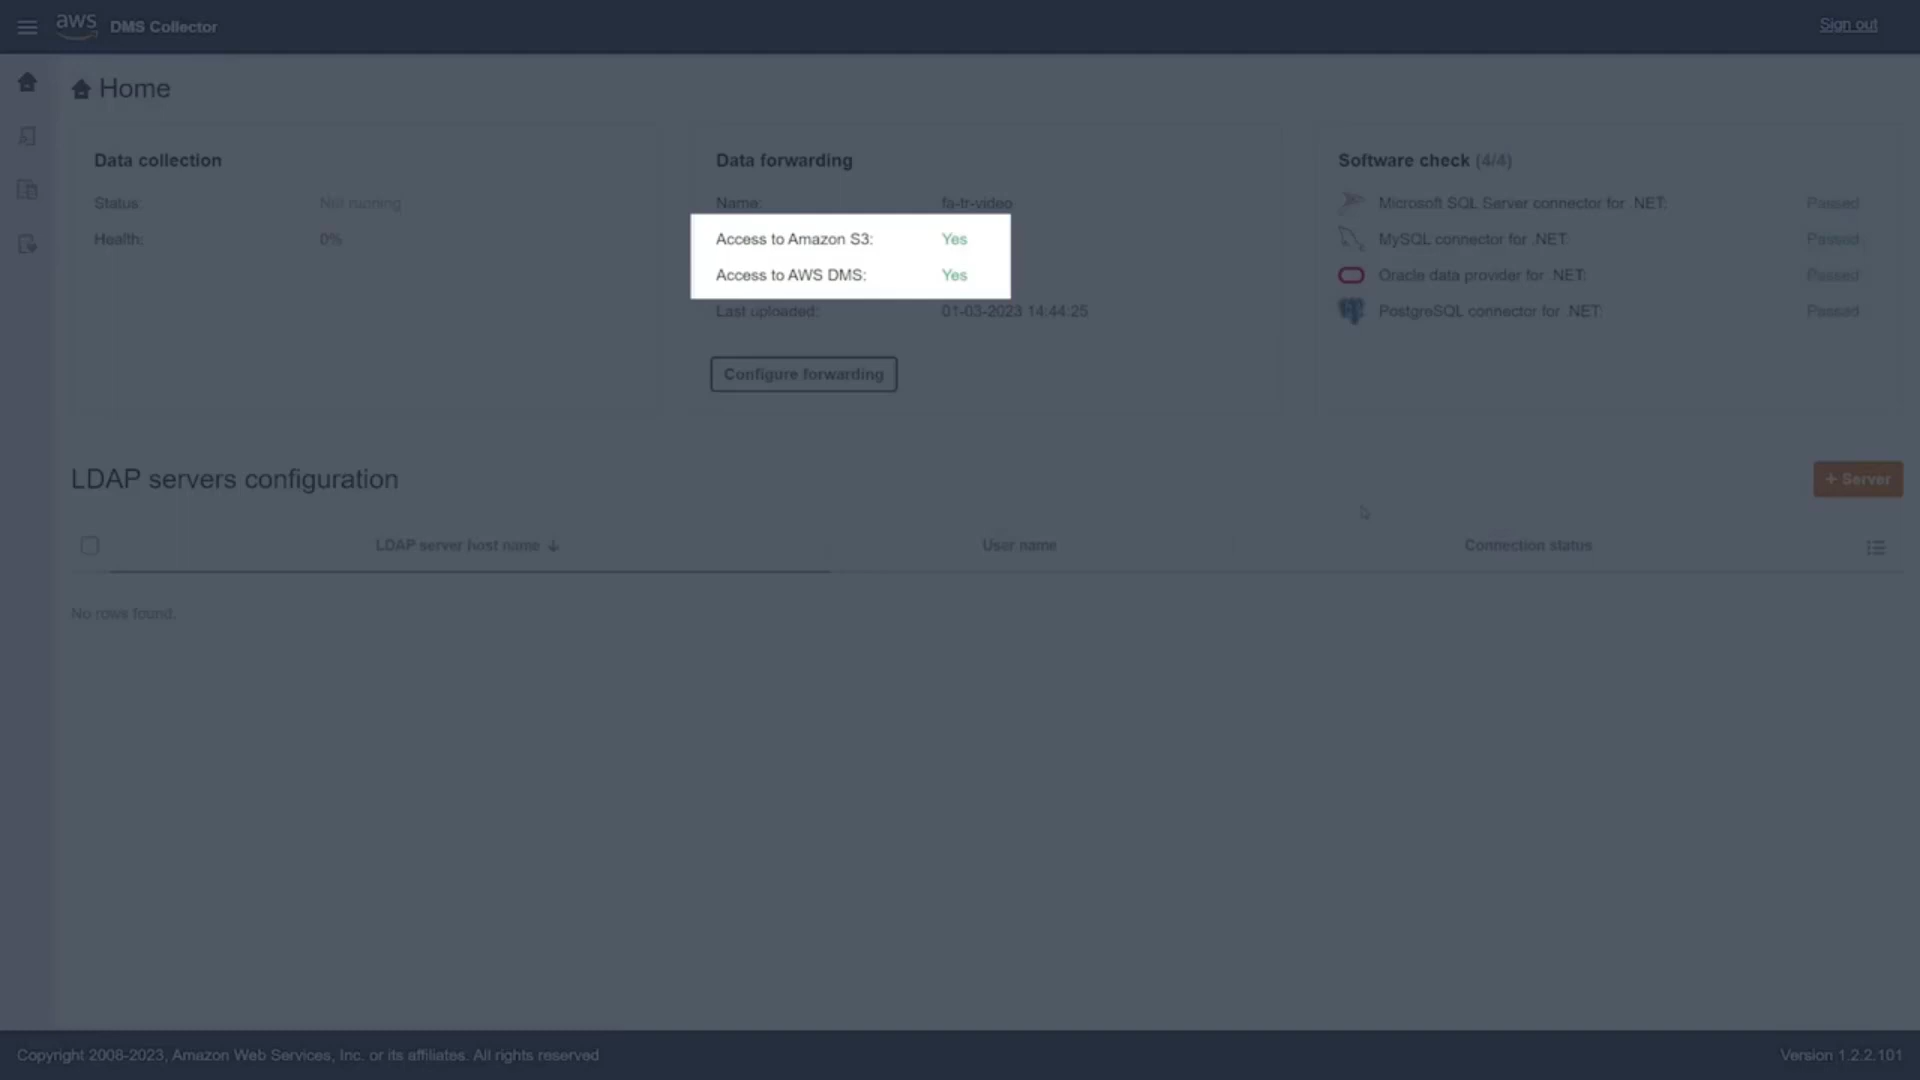 aws DMS Collector
Sign out
Home
Data collection
Status:
Not running
Health:
0%
Data forwarding
Name:
fa-tr-video
Access to Amazon S3:
Yes
Access to AWS DMS:
Yes
Last uploaded:
01-03-2023 14:44:25
Configure forwarding
Software check (4/4)
Microsoft SQL Server connector for .NET:
Passed
MySQL connector for .NET:
Passed
Oracle data provider for .NET:
Passed
PostgreSQL connector for .NET:
Passed
LDAP servers configuration
+ Server
LDAP server host name
User name
Connection status
No rows found.
Copyright 2008-2023, Amazon Web Services, Inc. or its affiliates. All rights reserved
Version 1.2.2.101